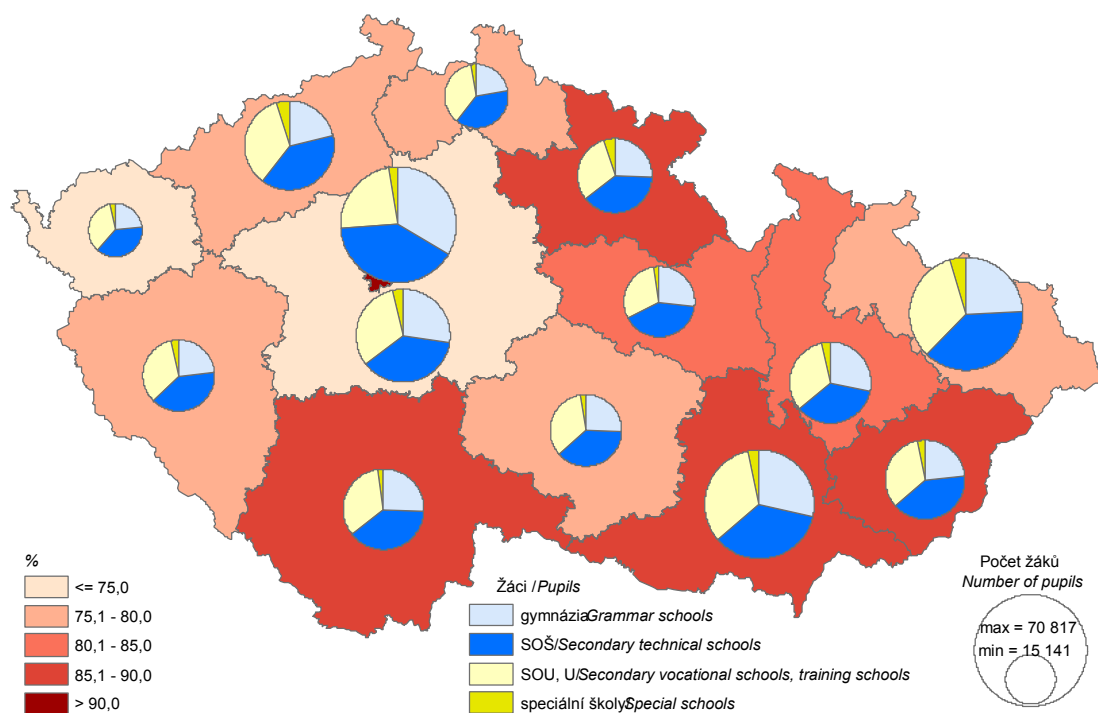 %
<= 75,0
75,1 - 80,0
80,1 - 85,0
85,1 - 90,0
> 90,0
Žáci /Pupils
gymnázia/Grammar schools
SOŠ/Secondary technical schools
SOU, U/Secondary vocational schools, training schools
speciální školy/Special schools
Počet žáků
Number of pupils
max = 70 817
min = 15 141